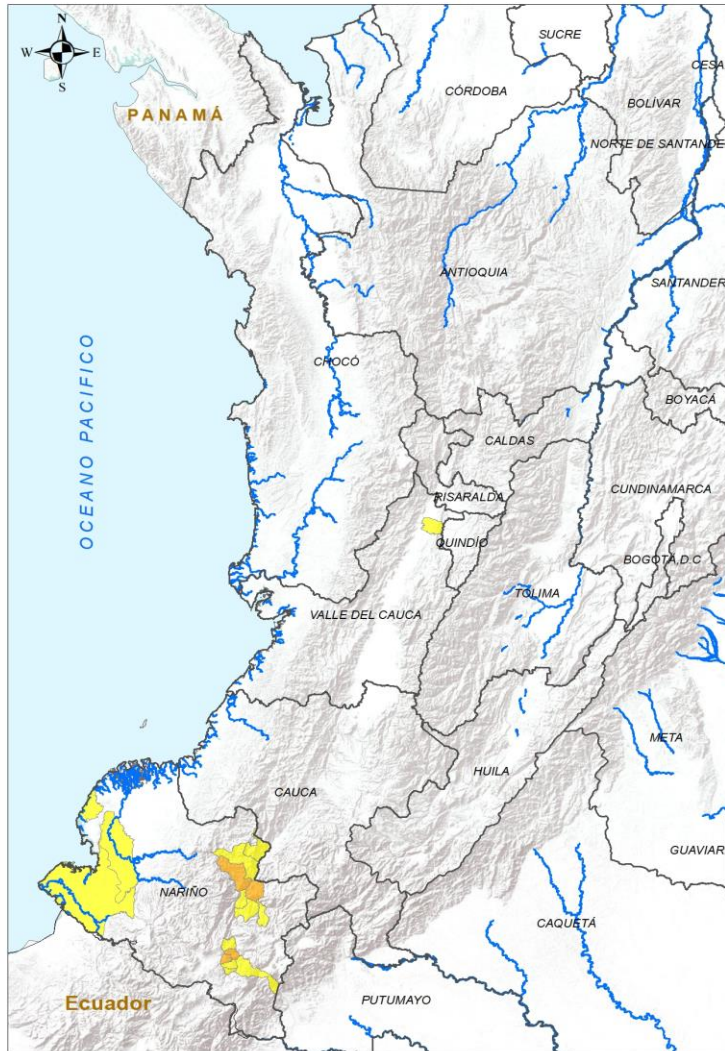 N
W E
S
SUCRE
CESA
CÓRDOBA
BOLÍVAR
PANAMÁ
NORTE DE SANTANDE
ANTIOQUIA
SANTANDER
OCEANO PACIFICO
CHOCÓ
BOYACÁ
CALDAS
CUNDINAMARCA
RISARALDA
QUINDÍO
BOGOTÁ,D.C
TOLIMA
VALLE DEL CAUCA
META
HUILA
CAUCA
GUAVIAR
NARIÑO
CAQUETÁ
Ecuador
PUTUMAYO